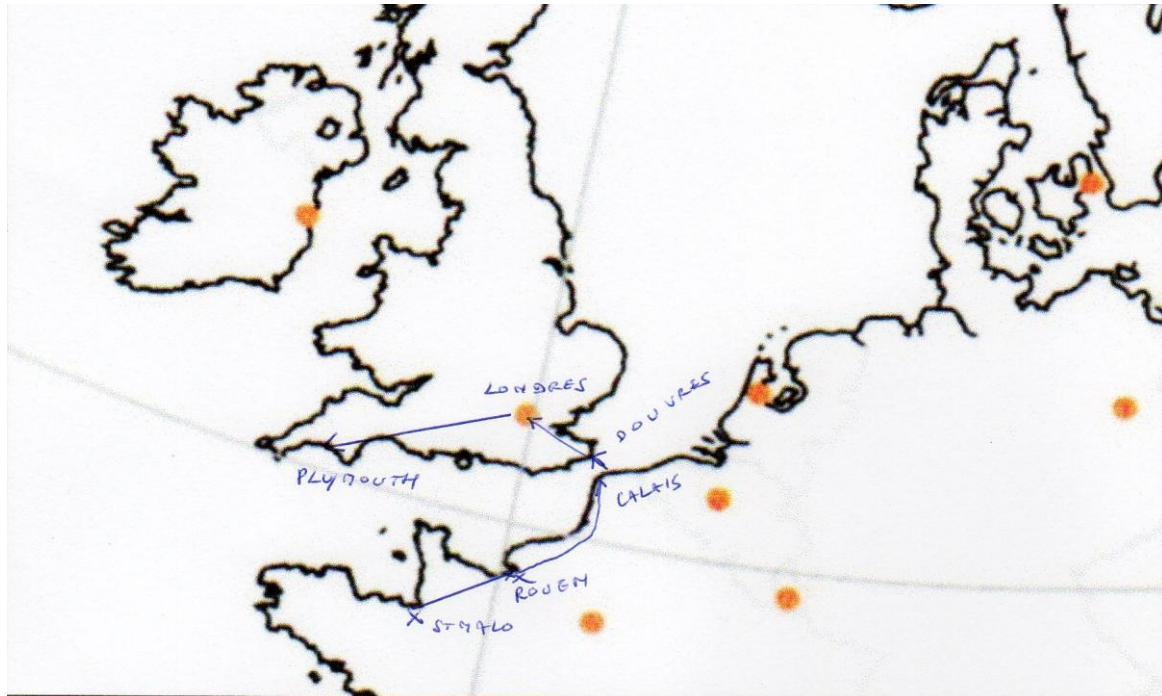 LONDRES
DOUVRES
PLYMOUTH
CALAIS
ROUEN
ST MALO